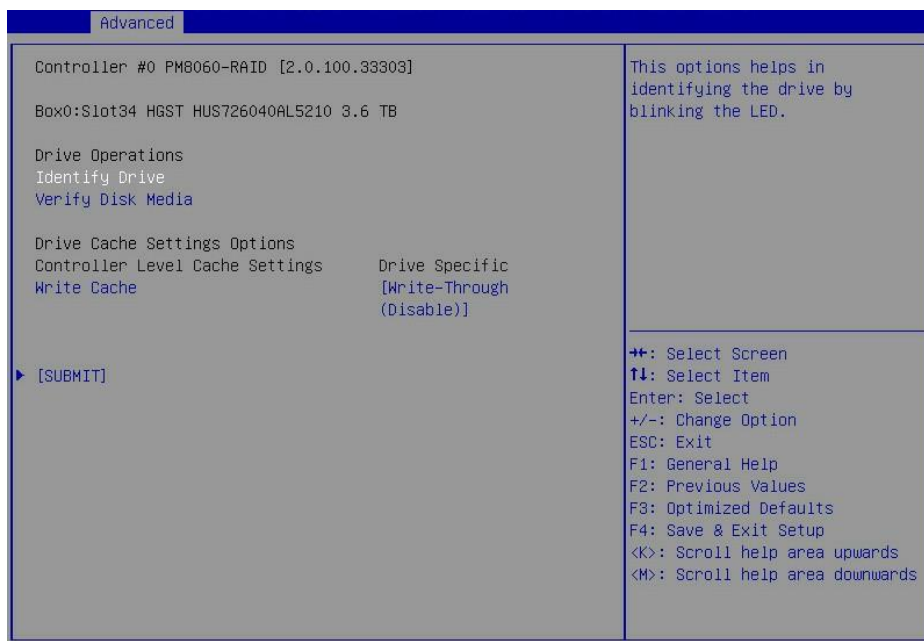 Advanced
Controller #0 PM8060-RAID [2.0.100.33303]
Box0:Slot34 HGST HUS726040AL5210 3.6 TB
Drive Operations
Identify Drive
Verify Disk Media
Drive Cache Settings Options
Controller Level Cache Settings Drive Specific
Write Cache [Write-Through
(Disable)]
[SUBMIT]
This options helps in
identifying the drive by
blinking the LED.
→←: Select Screen
↑↓: Select Item
Enter: Select
+/-: Change Option
ESC: Exit
F1: General Help
F2: Previous Values
F3: Optimized Defaults
F4: Save & Exit Setup
<K>: Scroll help area upwards
<M>: Scroll help area downwards